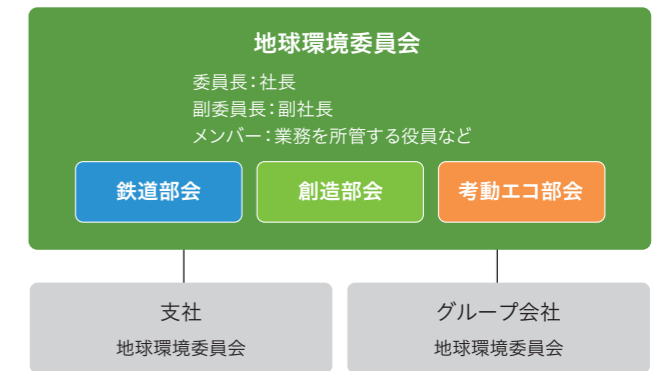 地球環境委員会
委員長：社長
副委員長：副社長
メンバー：業務を所管する役員など
鉄道部会
創造部会
考動エコ部会
支社
地球環境委員会
グループ会社
地球環境委員会